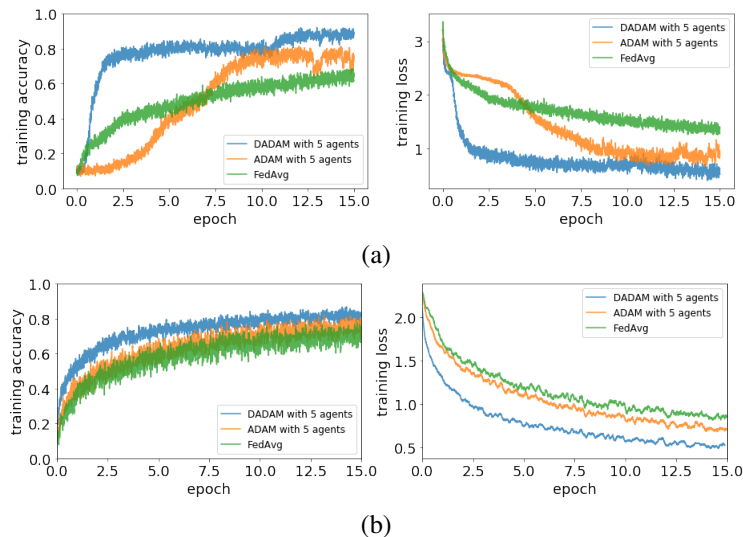 training accuracy
1.0
0.8
0.6
0.4
0.2
0.0
DADAM with 5 agents
ADAM with 5 agents
FedAvg
0.0 2.5 5.0 7.5 10.0 12.5 15.0
epoch
training loss
3
2
1
DADAM with 5 agents
ADAM with 5 agents
FedAvg
0.0 2.5 5.0 7.5 10.0 12.5 15.0
epoch
(a)
training accuracy
1.0
0.8
0.6
0.4
0.2
0.0
DADAM with 5 agents
ADAM with 5 agents
FedAvg
0.0 2.5 5.0 7.5 10.0 12.5 15.0
epoch
training loss
2.0
1.5
1.0
0.5
DADAM with 5 agents
ADAM with 5 agents
FedAvg
0.0 2.5 5.0 7.5 10.0 12.5 15.0
epoch
(b)